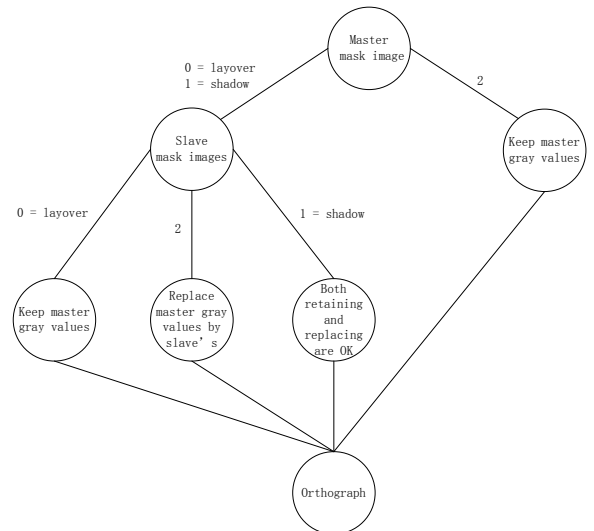 Master
mask image
0 = layover
1 = shadow
2
Slave
mask images
Keep master
gray values
0 = layover
2
1 = shadow
Keep master
gray values
Replace
master gray
values by
slave’s
Both
retaining
and
replacing
are OK
Orthograph